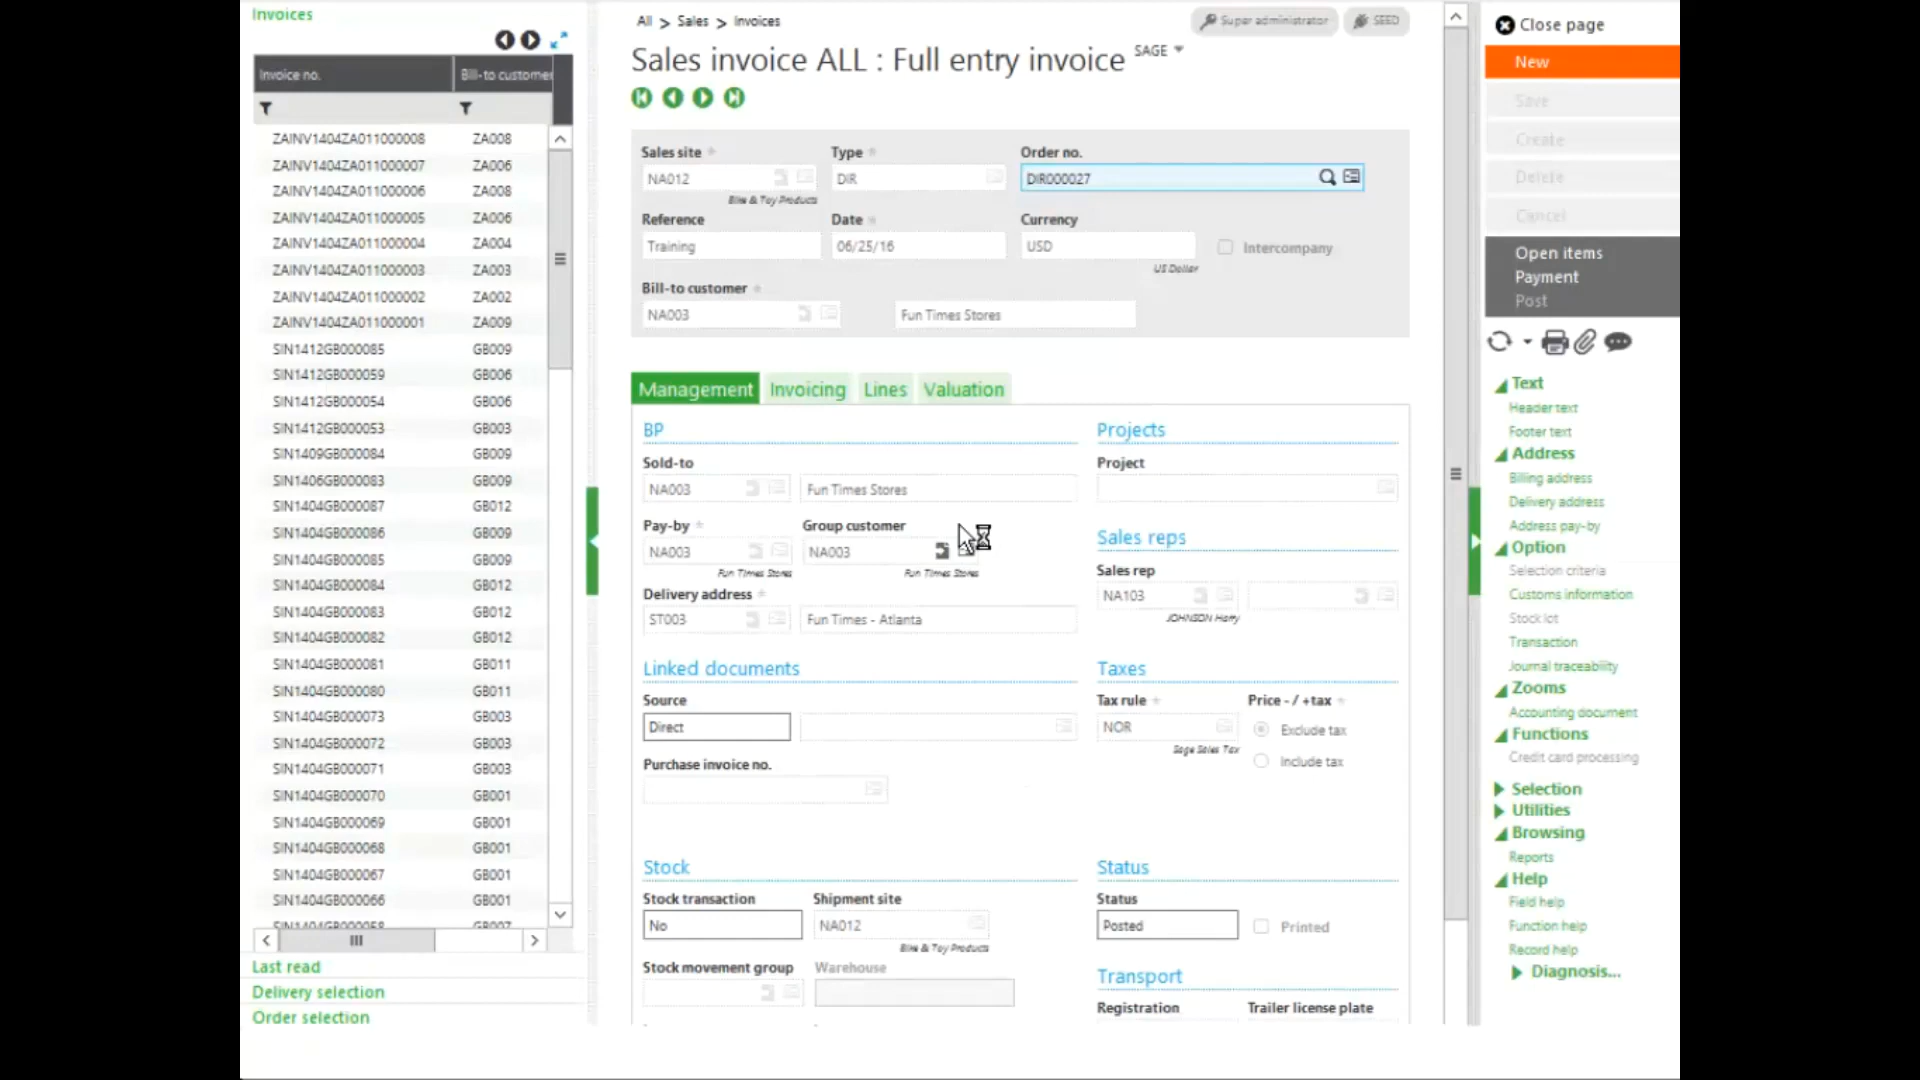 Invoices
Invoice no. Bill-to customer
ZAINV1404ZA011000008 ZA008
ZAINV1404ZA011000007 ZA006
ZAINV1404ZA011000006 ZA008
ZAINV1404ZA011000005 ZA006
ZAINV1404ZA011000004 ZA004
ZAINV1404ZA011000003 ZA003
ZAINV1404ZA011000002 ZA002
ZAINV1404ZA011000001 ZA009
SIN1412GB000085 GB009
SIN1412GB000059 GB006
SIN1412GB000054 GB006
SIN1412GB000053 GB003
SIN1409GB000084 GB009
SIN1406GB000083 GB009
SIN1404GB000087 GB012
SIN1404GB000086 GB009
SIN1404GB000085 GB009
SIN1404GB000084 GB012
SIN1404GB000083 GB012
SIN1404GB000082 GB012
SIN1404GB000081 GB011
SIN1404GB000080 GB011
SIN1404GB000073 GB003
SIN1404GB000072 GB003
SIN1404GB000071 GB003
SIN1404GB000070 GB001
SIN1404GB000069 GB001
SIN1404GB000068 GB001
SIN1404GB000067 GB001
SIN1404GB000066 GB001
Last read
Delivery selection
Order selection
All > Sales > Invoices
Super administrator SEED
Sales invoice ALL : Full entry invoice SAGE
Sales site * Type * Order no.
NA012 DIR DIR000027
Bike & Toy Products
Reference Date * Currency
Training 06/25/16 USD Intercompany
US Dollar
Bill-to customer *
NA003 Fun Times Stores
Management Invoicing Lines Valuation
BP
Sold-to
NA003 Fun Times Stores
Pay-by * Group customer
NA003 NA003
Fun Times Stores Fun Times Stores
Delivery address *
ST003 Fun Times - Atlanta
Linked documents
Source
Direct
Purchase invoice no.
Stock
Stock transaction Shipment site
No NA012
Bike & Toy Products
Stock movement group Warehouse
Projects
Project
Sales reps
Sales rep
NA103
JOHNSON Harry
Taxes
Tax rule * Price - / +tax *
NOR Exclude tax
Sage Sales Tax
Include tax
Status
Status
Posted Printed
Transport
Registration Trailer license plate
Close page
New
Save
Create
Delete
Cancel
Open items
Payment
Post
Text
Header text
Footer text
Address
Billing address
Delivery address
Address pay-by
Option
Selection criteria
Customs information
Stock lot
Transaction
Journal traceability
Zooms
Accounting document
Functions
Credit card processing
Selection
Utilities
Browsing
Reports
Help
Field help
Function help
Record help
Diagnosis...